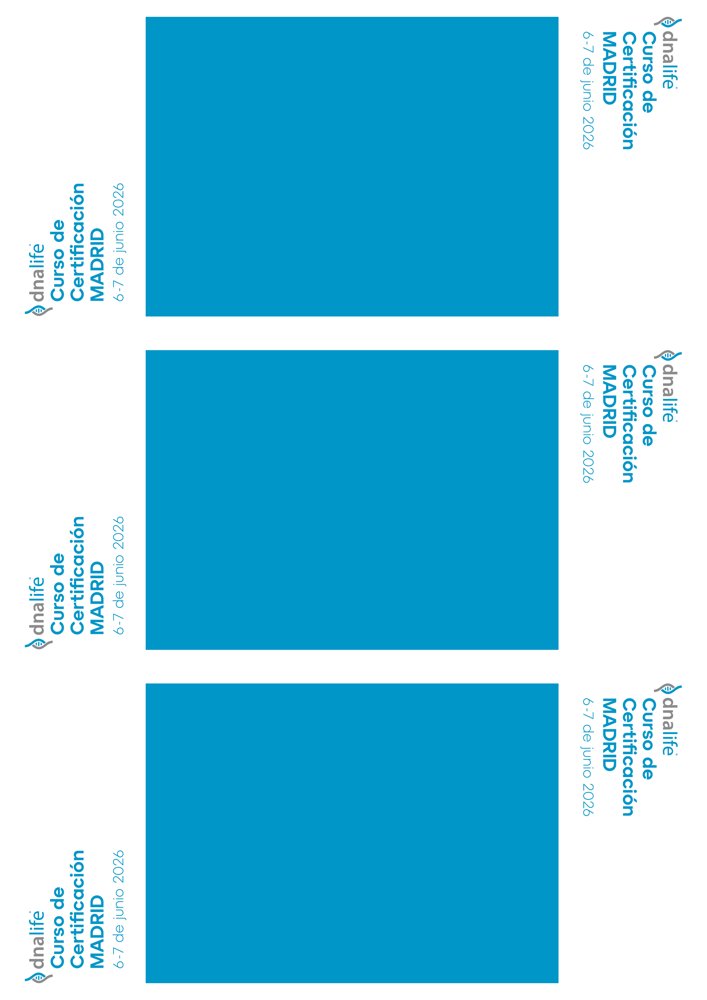 dnalife
Curso de
Certificación
MADRID
6-7 de junio 2026
dnalife
Curso de
Certificación
MADRID
6-7 de junio 2026
dnalife
Curso de
Certificación
MADRID
6-7 de junio 2026
dnalife
Curso de
Certificación
MADRID
6-7 de junio 2026
dnalife
Curso de
Certificación
MADRID
6-7 de junio 2026
dnalife
Curso de
Certificación
MADRID
6-7 de junio 2026